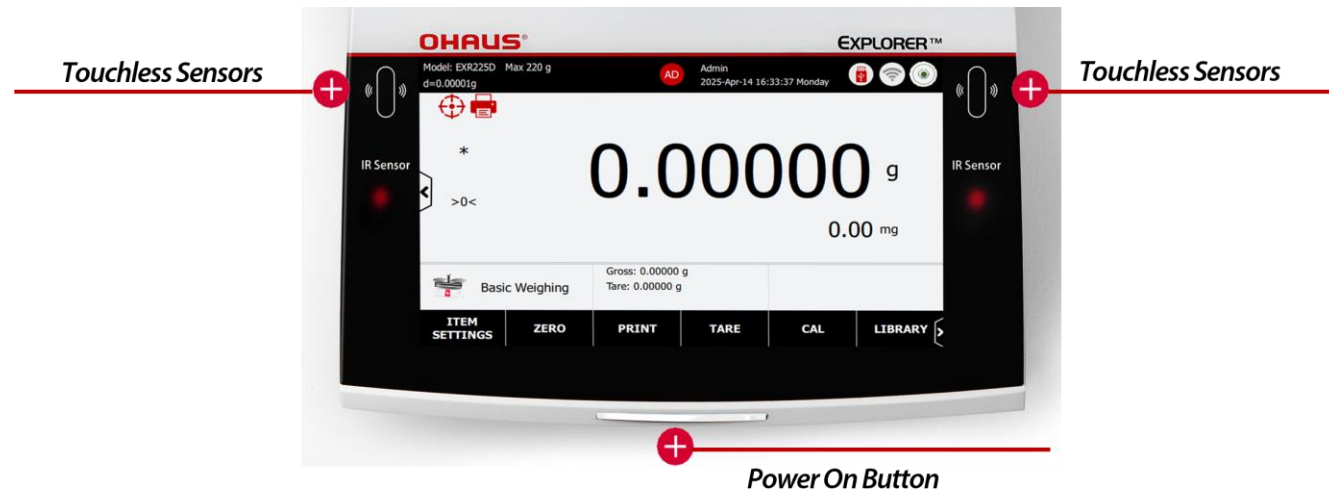 OHAUS®
EXPLORER™
Touchless Sensors
Model: EXR225D Max 220 g
d=0.00001g
AD
Admin
2025-Apr-14 16:33:37 Monday
Touchless Sensors
IR Sensor
*
0.00000 g
IR Sensor
>0<
0.00 mg
Basic Weighing
Gross: 0.00000 g
Tare: 0.00000 g
ITEM SETTINGS
ZERO
PRINT
TARE
CAL
LIBRARY
Power On Button